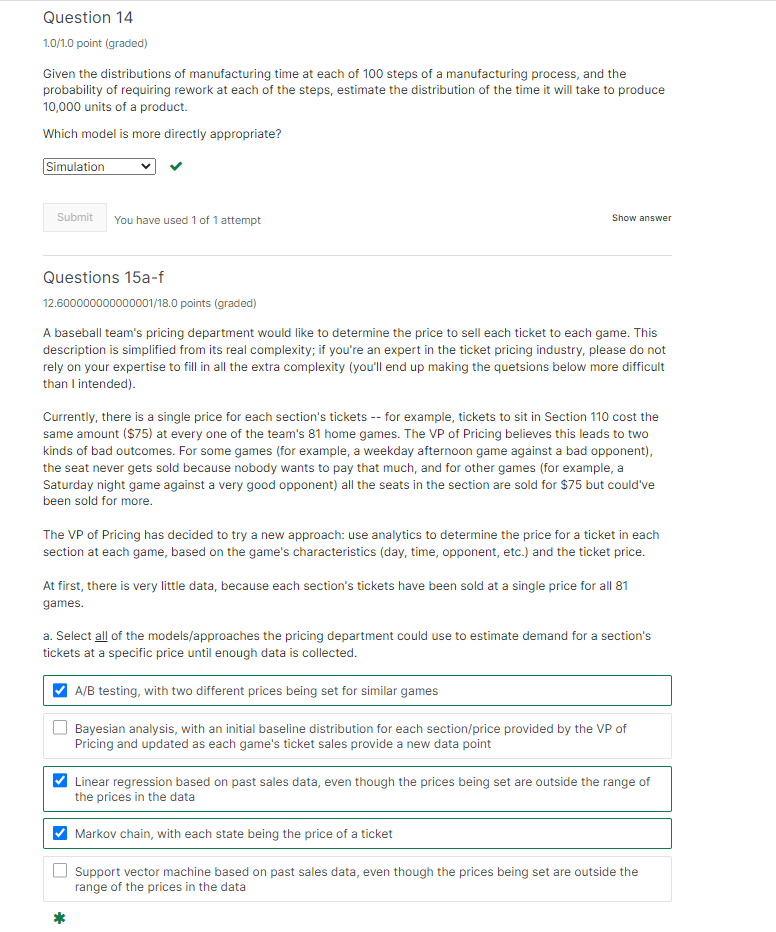 Question 14
1.0/1.0 point (graded)
Given the distributions of manufacturing time at each of 100 steps of a manufacturing process, and the
probability of requiring rework at each of the steps, estimate the distribution of the time it will take to produce
10,000 units of a product.
Which model is more directly appropriate?
Simulation
Submit
You have used 1 of 1 attempt
Show answer
Questions 15a-f
12.600000000000001/18.0 points (graded)
A baseball team's pricing department would like to determine the price to sell each ticket to each game. This
description is simplified from its real complexity; if you're an expert in the ticket pricing industry, please do not
rely on your expertise to fill in all the extra complexity (you'll end up making the quetsions below more difficult
than I intended).
Currently, there is a single price for each section's tickets -- for example, tickets to sit in Section 110 cost the
same amount ($75) at every one of the team's 81 home games. The VP of Pricing believes this leads to two
kinds of bad outcomes. For some games (for example, a weekday afternoon game against a bad opponent),
the seat never gets sold because nobody wants to pay that much, and for other games (for example, a
Saturday night game against a very good opponent) all the seats in the section are sold for $75 but could've
been sold for more.
The VP of Pricing has decided to try a new approach: use analytics to determine the price for a ticket in each
section at each game, based on the game's characteristics (day, time, opponent, etc.) and the ticket price.
At first, there is very little data, because each section's tickets have been sold at a single price for all 81
games.
a. Select all of the models/approaches the pricing department could use to estimate demand for a section's
tickets at a specific price until enough data is collected.
A/B testing, with two different prices being set for similar games
Bayesian analysis, with an initial baseline distribution for each section/price provided by the VP of
Pricing and updated as each game's ticket sales provide a new data point
Linear regression based on past sales data, even though the prices being set are outside the range of
the prices in the data
Markov chain, with each state being the price of a ticket
Support vector machine based on past sales data, even though the prices being set are outside the
range of the prices in the data